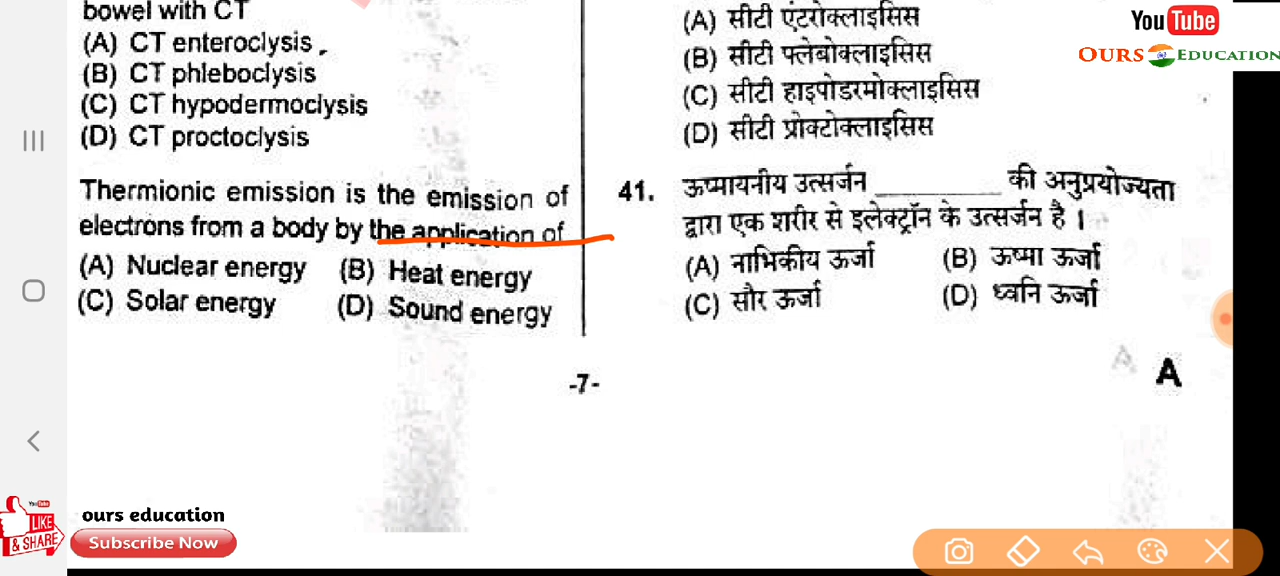 bowel with CT
(A) CT enteroclysis
(B) CT phleboclysis
(C) CT hypodermoclysis
(D) CT proctoclysis
Thermionic emission is the emission of
electrons from a body by the application of
(A) Nuclear energy (B) Heat energy
(C) Solar energy (D) Sound energy
(A) सीटी एंटरोक्लाइसिस
(B) सीटी फ्लेबोक्लाइसिस
(C) सीटी हाइपोडरमोक्लाइसिस
(D) सीटी प्रोक्टोक्लाइसिस
41. ऊष्मायनीय उत्सर्जन __________ की अनुप्रयोज्यता
द्वारा एक शरीर से इलेक्ट्रॉन के उत्सर्जन है ।
(A) नाभिकीय ऊर्जा (B) ऊष्मा ऊर्जा
(C) सौर ऊर्जा (D) ध्वनि ऊर्जा
-7-
A
YouTube
OURS EDUCATION
ours education
Subscribe Now
YouTube
LIKE
& SHARE